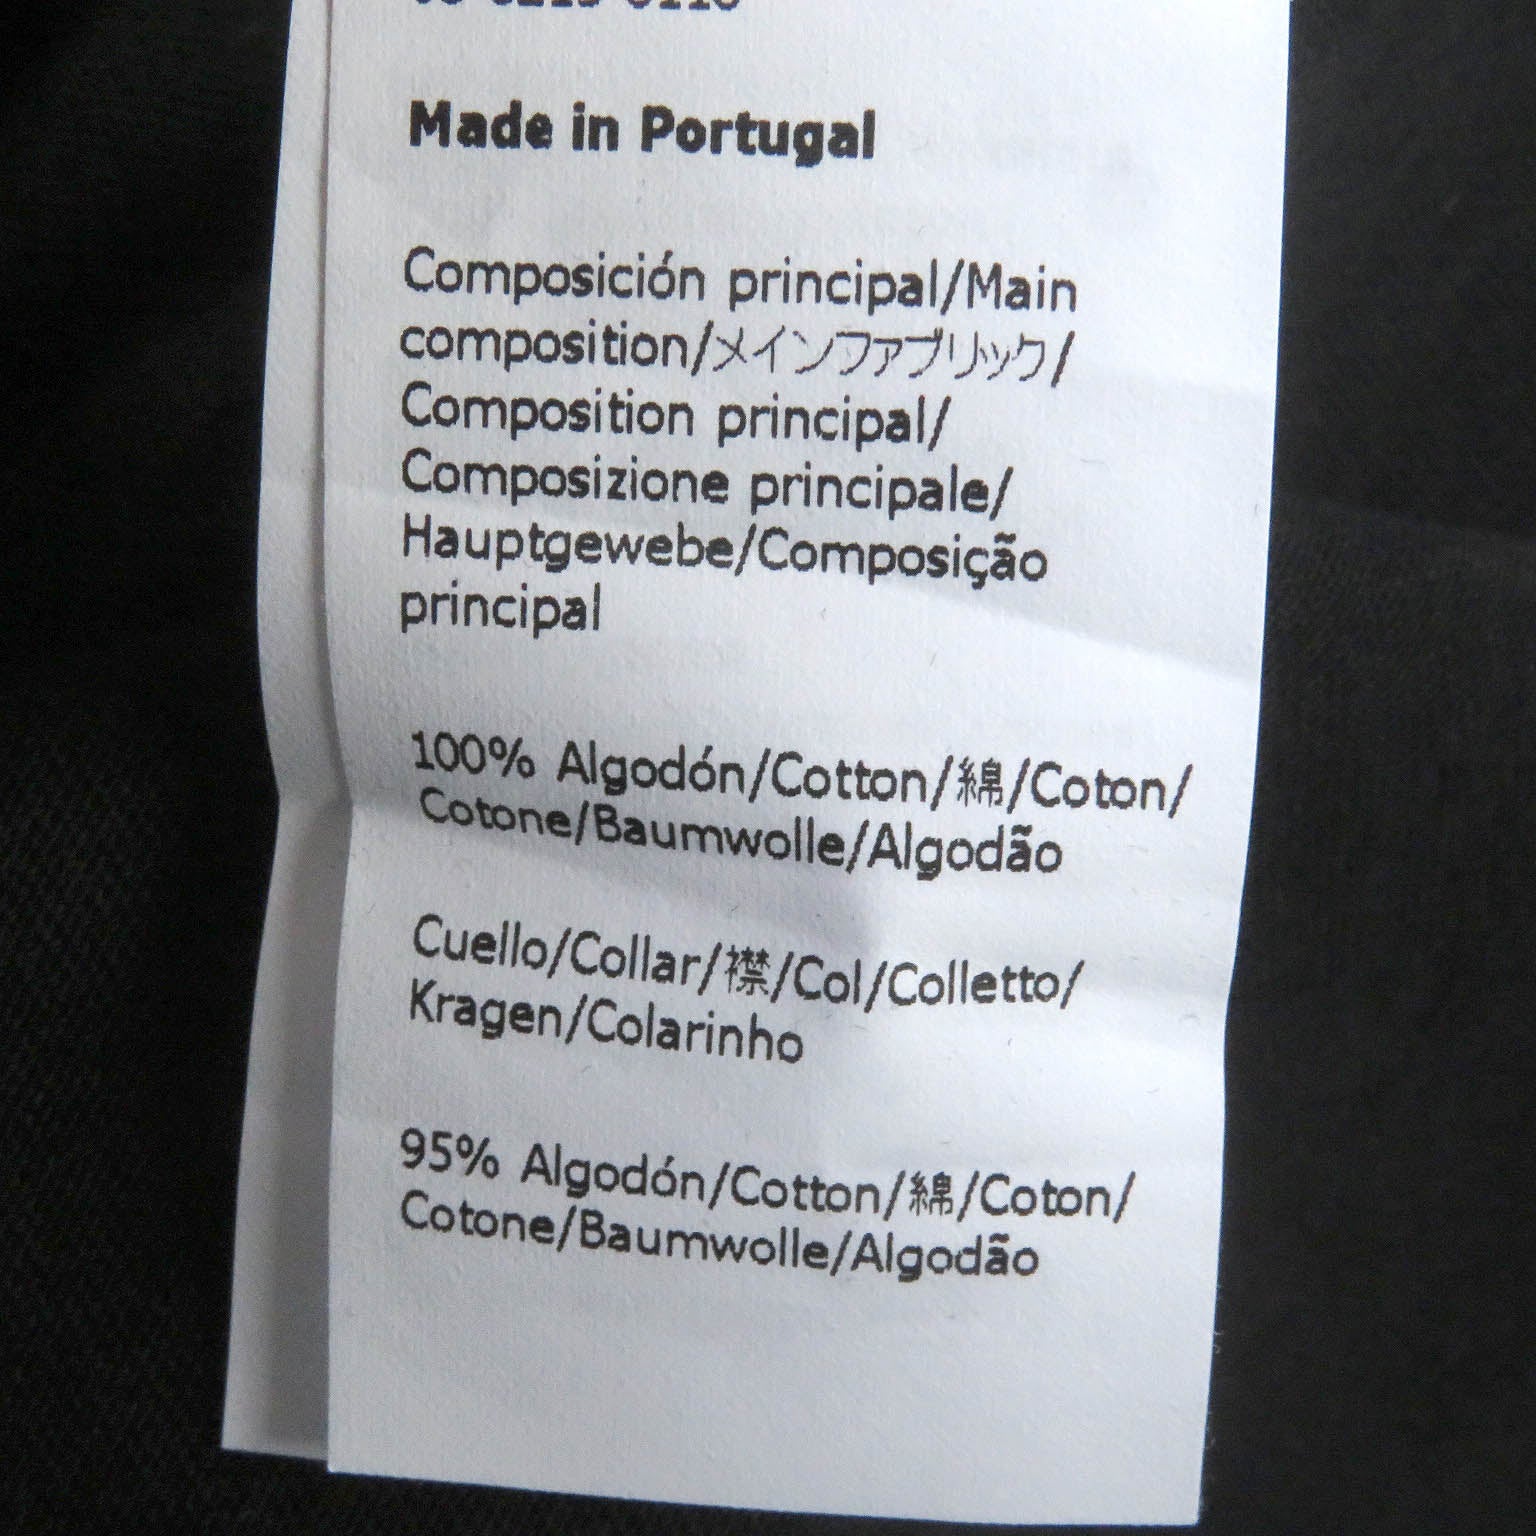 Made in Portugal
Composición principal/Main
composition/メインファブリック/
Composition principal/
Composizione principale/
Hauptgewebe/Composição
principal
100% Algodón/Cotton/綿/Coton/
Cotone/Baumwolle/Algodão
Cuello/Collar/襟/Col/Colletto/
Kragen/Colarinho
95% Algodón/Cotton/綿/Coton/
Cotone/Baumwolle/Algodão